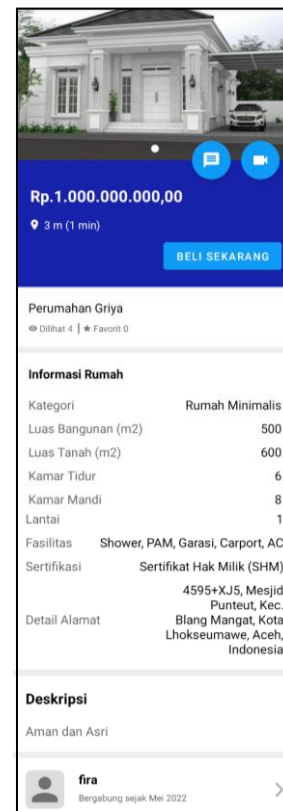 Rp.1.000.000.000,00
3 m (1 min)
BELI SEKARANG
Perumahan Griya
Dilihat 4 | ★ Favorit 0
Informasi Rumah
Kategori Rumah Minimalis
Luas Bangunan (m2) 500
Luas Tanah (m2) 600
Kamar Tidur 6
Kamar Mandi 8
Lantai 1
Fasilitas Shower, PAM, Garasi, Carport, AC
Sertifikasi Sertifikat Hak Milik (SHM)
4595+XJ5, Mesjid
Punteut, Kec.
Detail Alamat Blang Mangat, Kota
Lhokseumawe, Aceh,
Indonesia
Deskripsi
Aman dan Asri
fira
Bergabung sejak Mei 2022